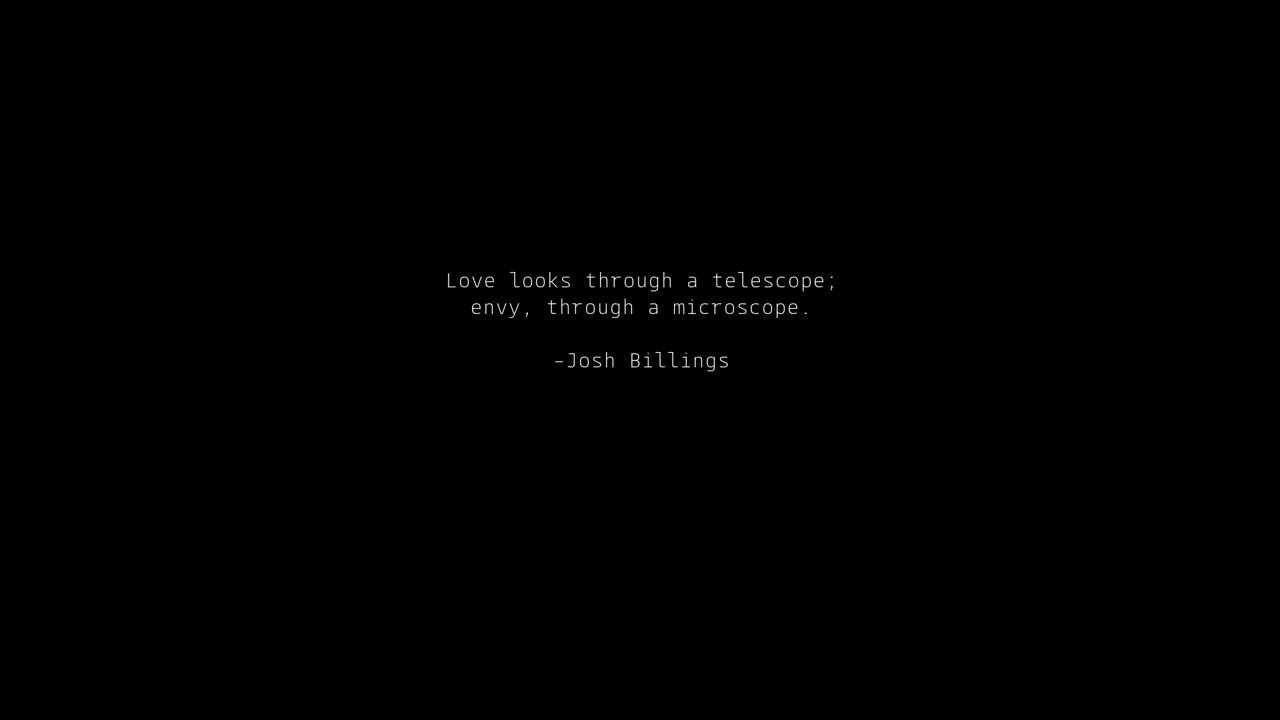 Love looks through a telescope;
envy, through a microscope.
–Josh Billings